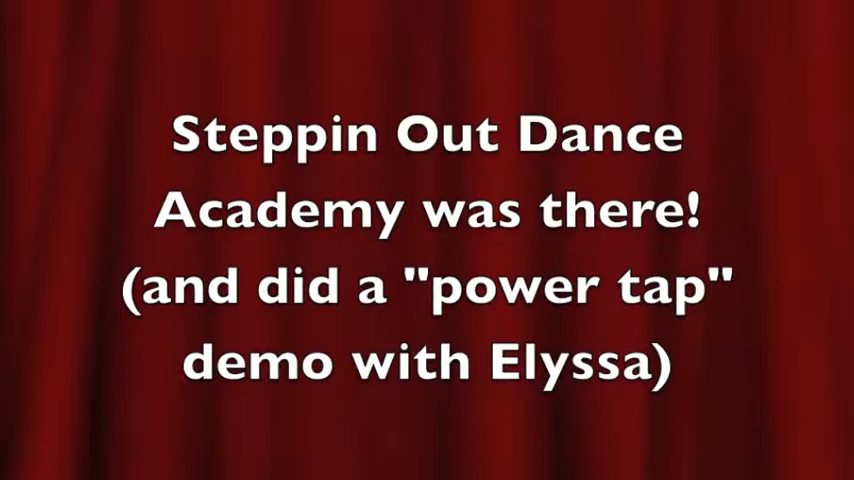 Steppin Out Dance
Academy was there!
(and did a "power tap"
demo with Elyssa)